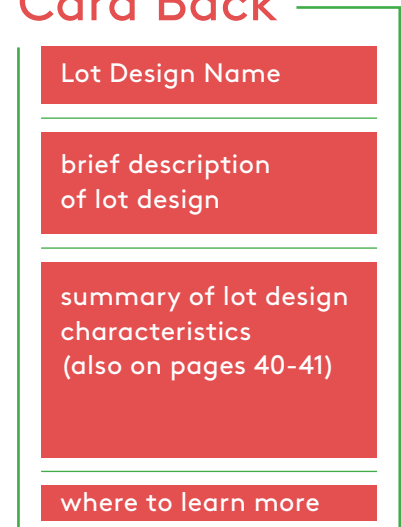 Card Back
Lot Design Name
brief description
of lot design
summary of lot design
characteristics
(also on pages 40-41)
where to learn more